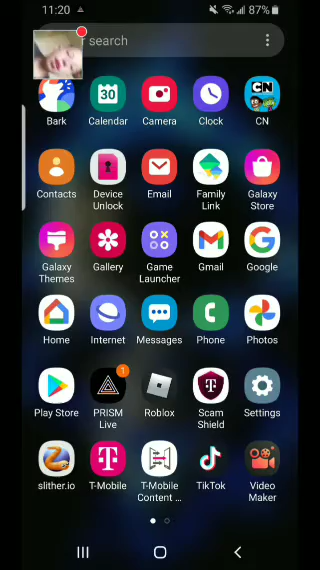 11:20
87%
r search
30
CN
Bark
Calendar
Camera
Clock
CN
Contacts
Device
Unlock
Email
Family
Link
Galaxy
Store
Galaxy
Themes
Gallery
Game
Launcher
Gmail
Google
Home
Internet
Messages
Phone
Photos
1
Play Store
PRISM
Live
Roblox
Scam
Shield
Settings
slither.io
T-Mobile
T-Mobile
Content ...
TikTok
Video
Maker